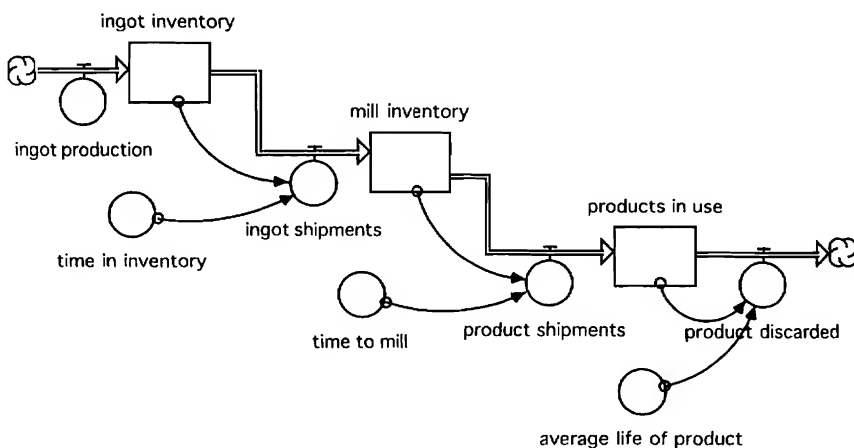 ingot inventory
mill inventory
ingot production
products in use
ingot shipments
time in inventory
product shipments
product discarded
time to mill
average life of product